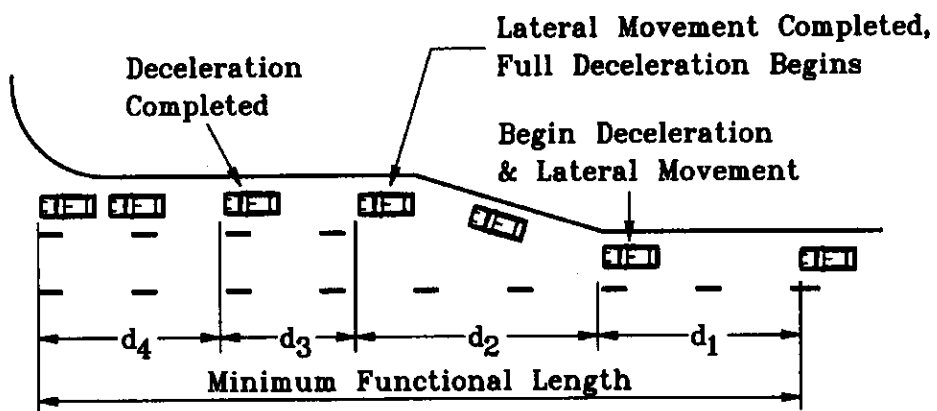 Lateral Movement Completed,
Full Deceleration Begins
Deceleration
Completed
Begin Deceleration
& Lateral Movement
d4 d3 d2 d1
Minimum Functional Length